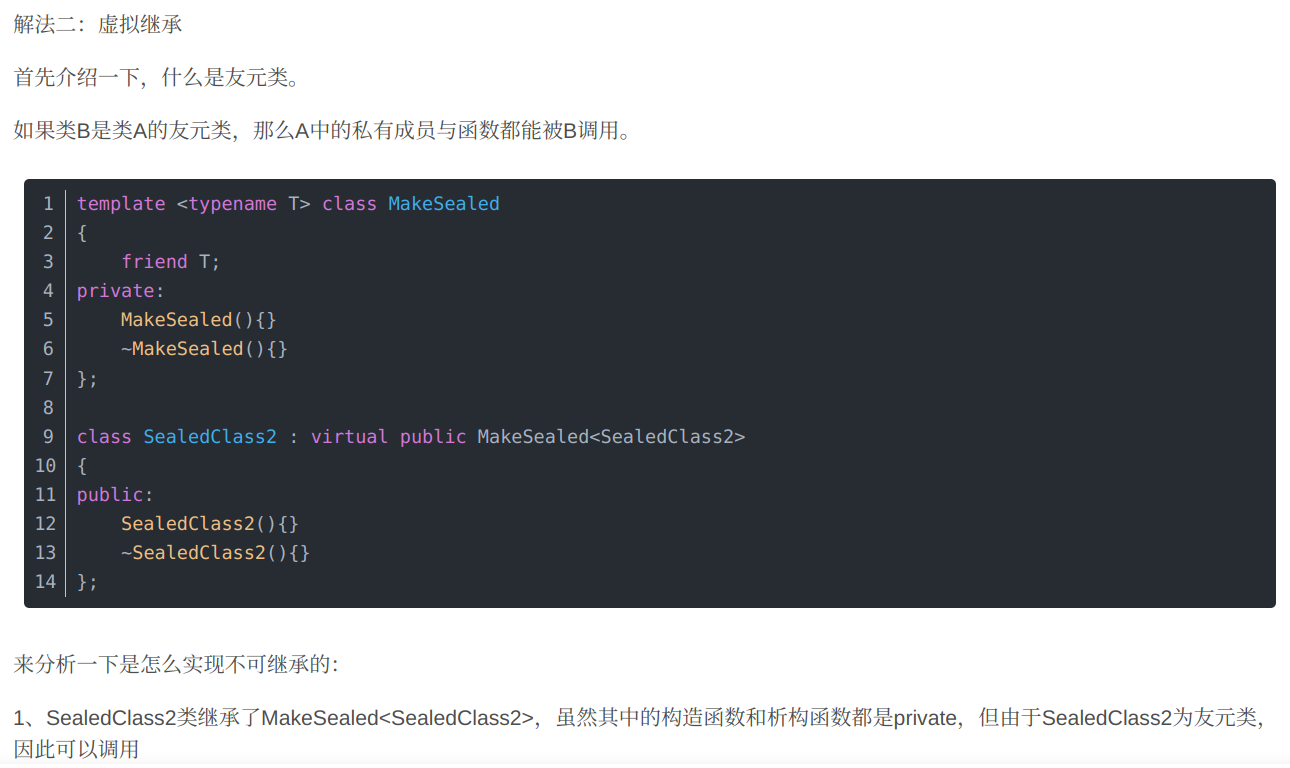 解法二：虚拟继承
首先介绍一下，什么是友元类。
如果类B是类A的友元类，那么A中的私有成员与函数都能被B调用。
1 template <typename T> class MakeSealed
2 {
3     friend T;
4 private:
5     MakeSealed(){}
6     ~MakeSealed(){}
7 };
8
9 class SealedClass2 : virtual public MakeSealed<SealedClass2>
10 {
11 public:
12     SealedClass2(){}
13     ~SealedClass2(){}
14 };
来分析一下是怎么实现不可继承的：
1、SealedClass2类继承了MakeSealed<SealedClass2>，虽然其中的构造函数和析构函数都是private，但由于SealedClass2为友元类，
因此可以调用